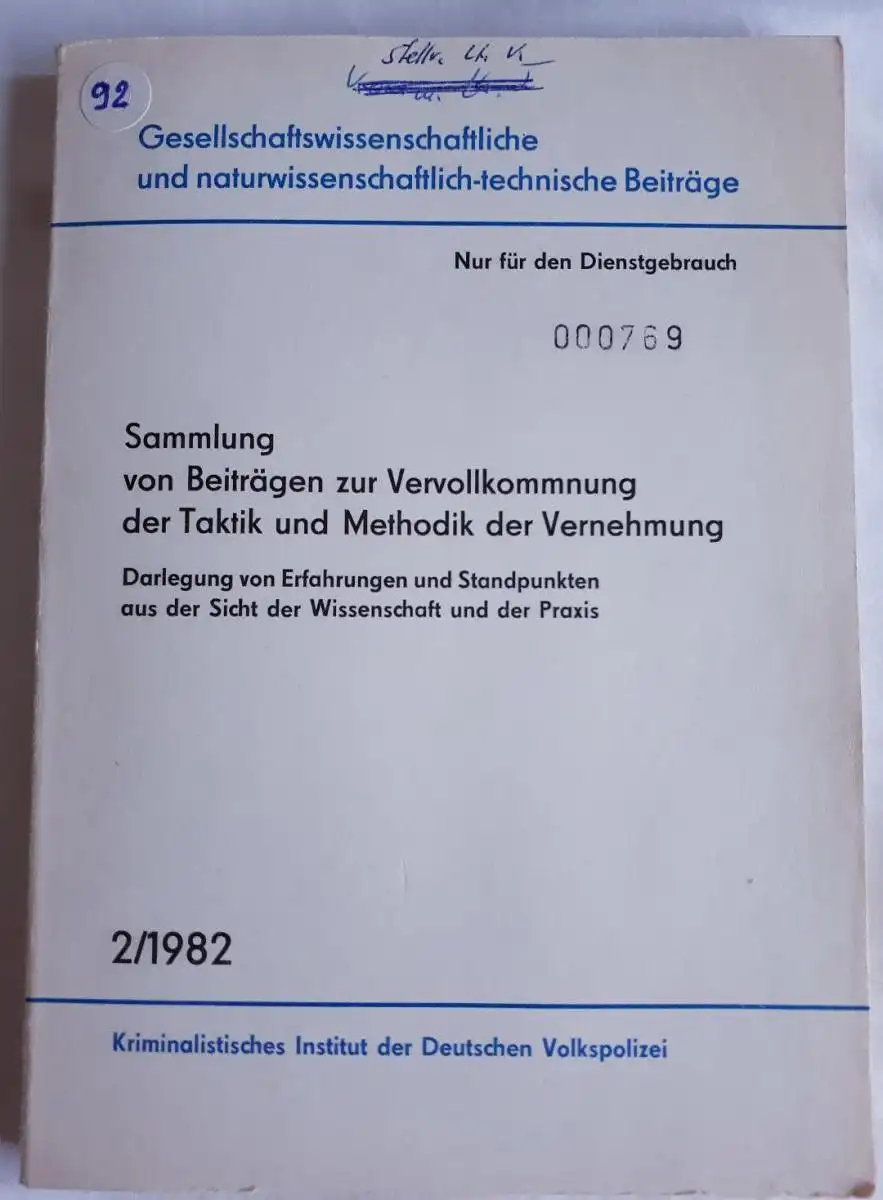 92
Stellv. Lt. K
Gesellschaftswissenschaftliche
und naturwissenschaftlich-technische Beiträge
Nur für den Dienstgebrauch
000769
Sammlung
von Beiträgen zur Vervollkommnung
der Taktik und Methodik der Vernehmung
Darlegung von Erfahrungen und Standpunkten
aus der Sicht der Wissenschaft und der Praxis
2/1982
Kriminalistisches Institut der Deutschen Volkspolizei